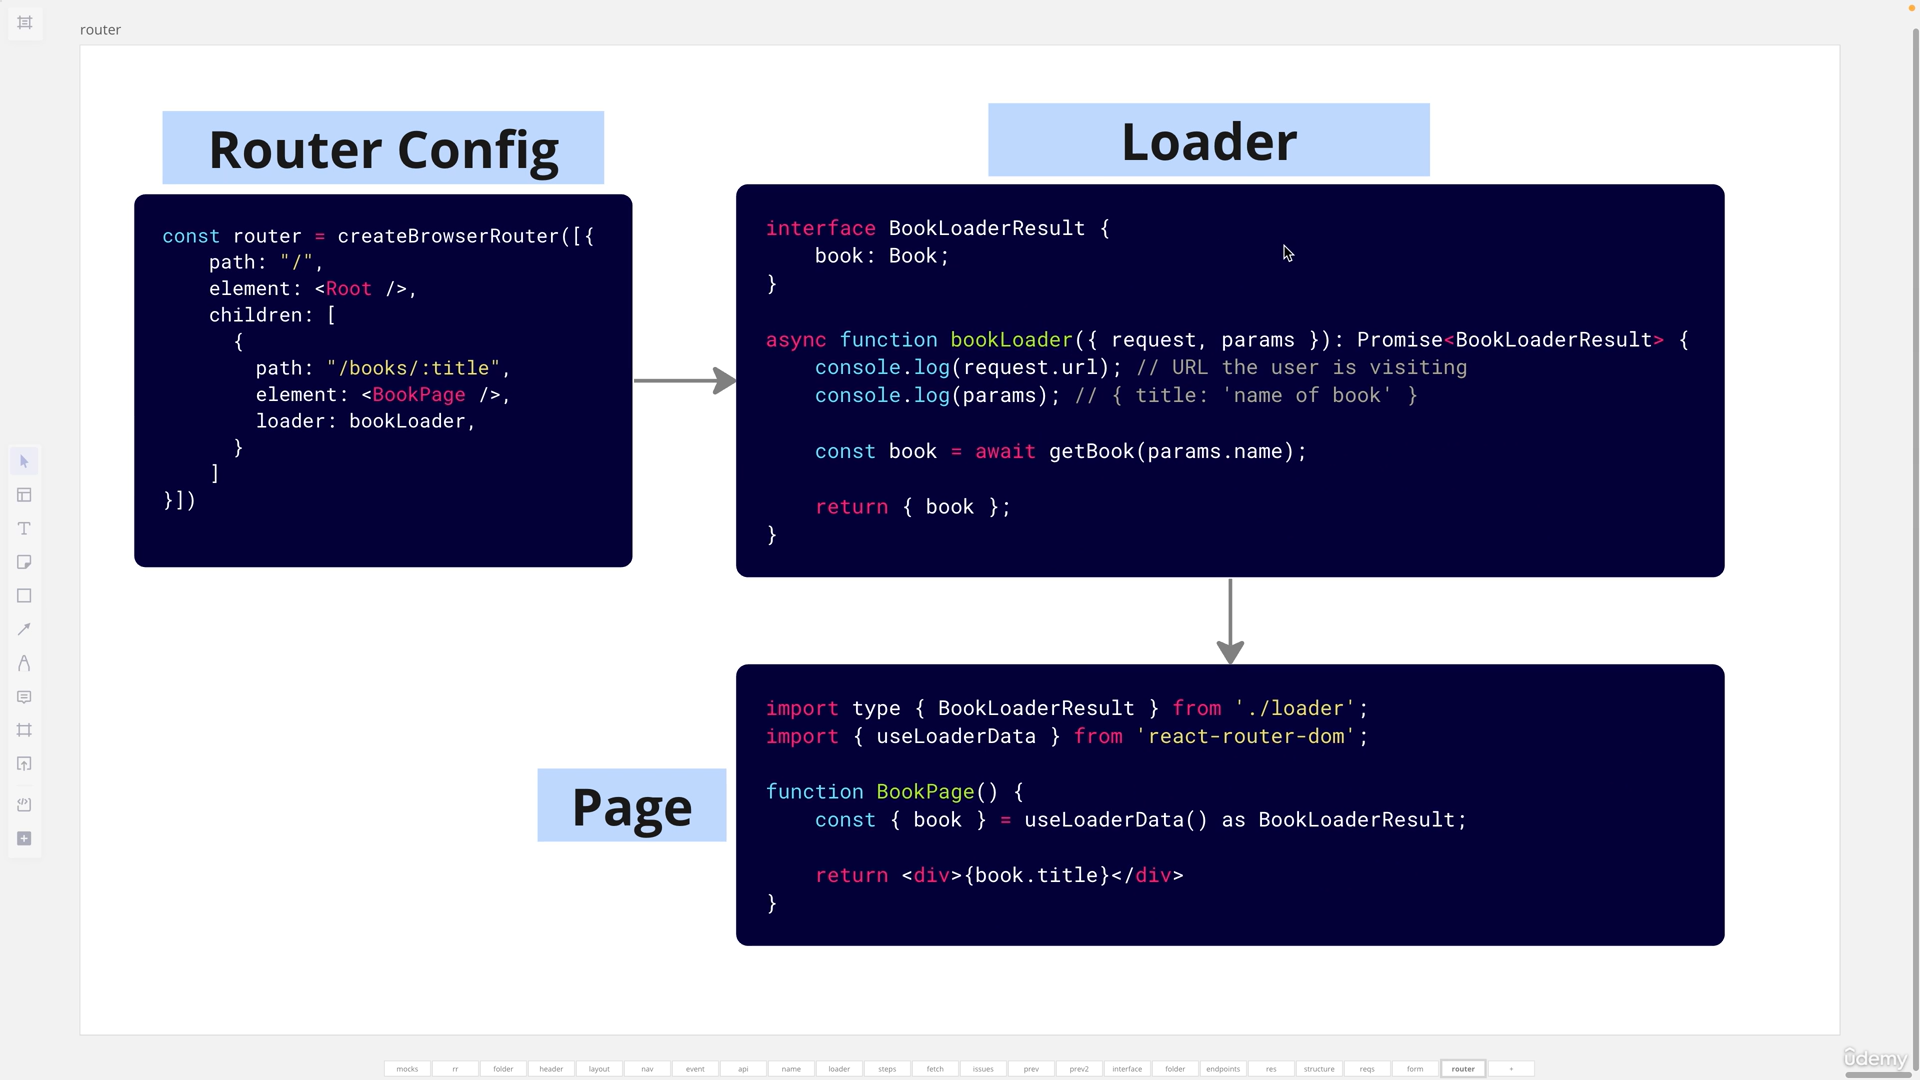 router
Router Config
const router = createBrowserRouter([{
    path: "/",
    element: <Root />,
    children: [
      {
        path: "/books/:title",
        element: <BookPage />,
        loader: bookLoader,
      }
    ]
}])
Loader
interface BookLoaderResult {
    book: Book;
}
async function bookLoader({ request, params }): Promise<BookLoaderResult> {
    console.log(request.url); // URL the user is visiting
    console.log(params); // { title: 'name of book' }
    const book = await getBook(params.name);
    return { book };
}
Page
import type { BookLoaderResult } from './loader';
import { useLoaderData } from 'react-router-dom';
function BookPage() {
    const { book } = useLoaderData() as BookLoaderResult;
    return <div>{book.title}</div>
}
mocks rr folder header layout nav event api name loader steps fetch issues prev prev2 interface folder endpoints res structure reqs form router +
ûdemy